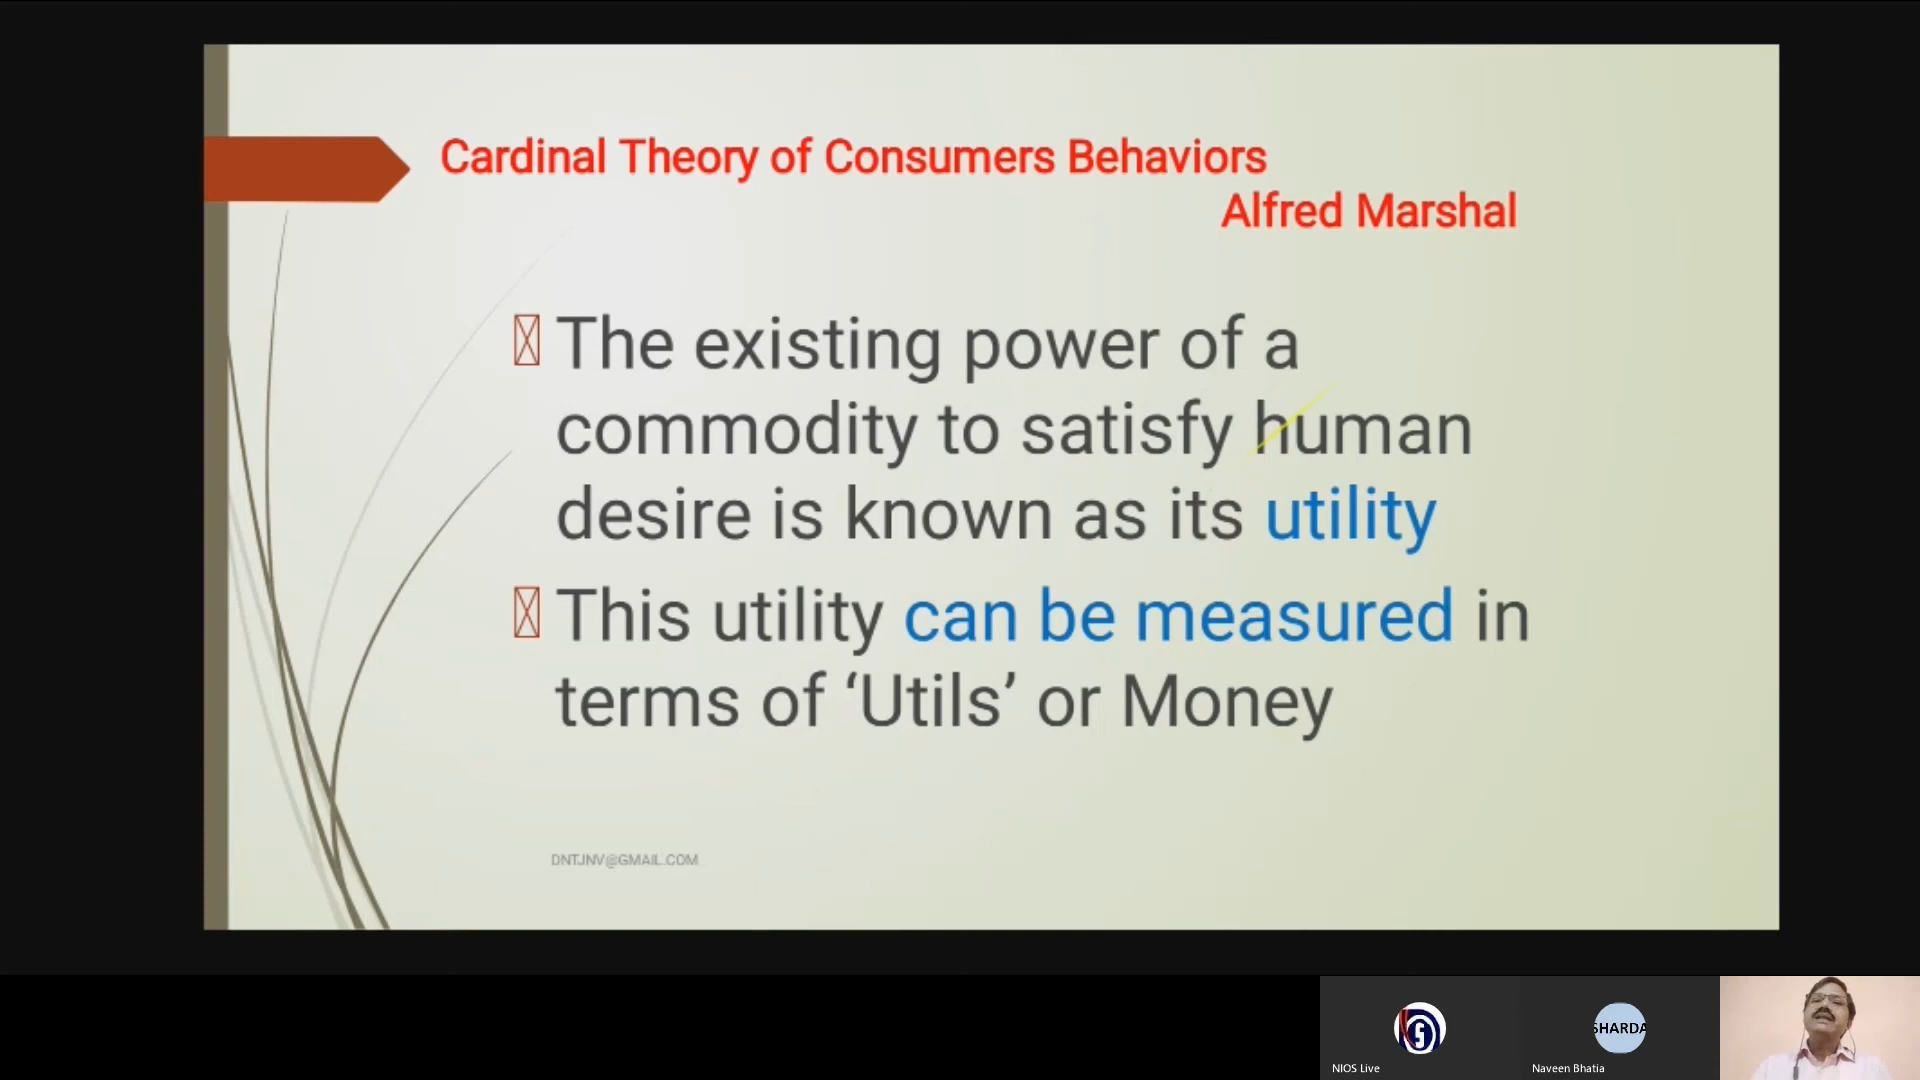 Cardinal Theory of Consumers Behaviors
Alfred Marshal
The existing power of a
commodity to satisfy human
desire is known as its utility
This utility can be measured in
terms of ‘Utils’ or Money
DNTJNV@GMAIL.COM
SHARDA
NIOS Live
Naveen Bhatia